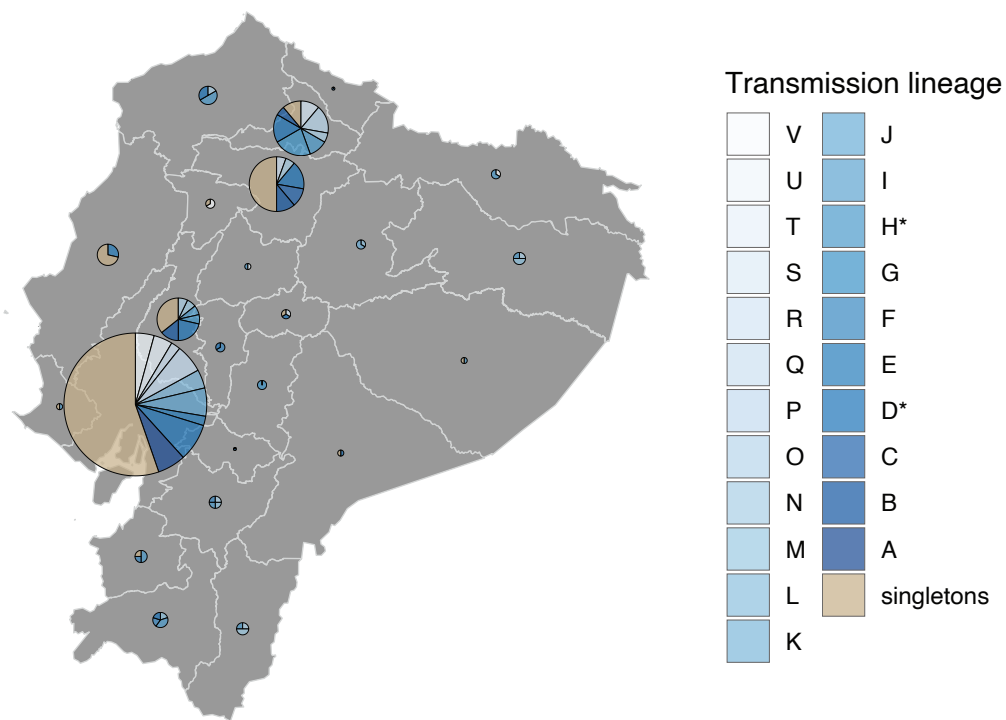 Transmission lineage
V J
U I
T H*
S G
R F
Q E
P D*
O C
N B
M A
L singletons
K